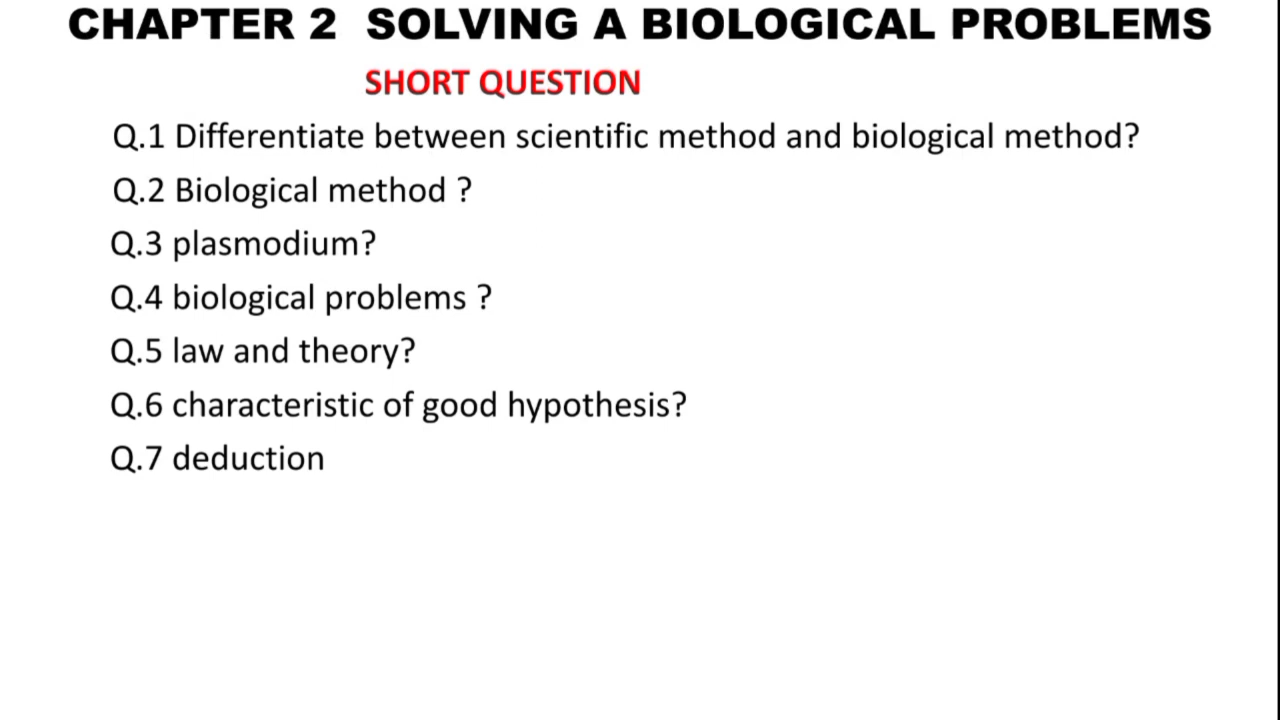 CHAPTER 2 SOLVING A BIOLOGICAL PROBLEMS
SHORT QUESTION
Q.1 Differentiate between scientific method and biological method?
Q.2 Biological method ?
Q.3 plasmodium?
Q.4 biological problems ?
Q.5 law and theory?
Q.6 characteristic of good hypothesis?
Q.7 deduction